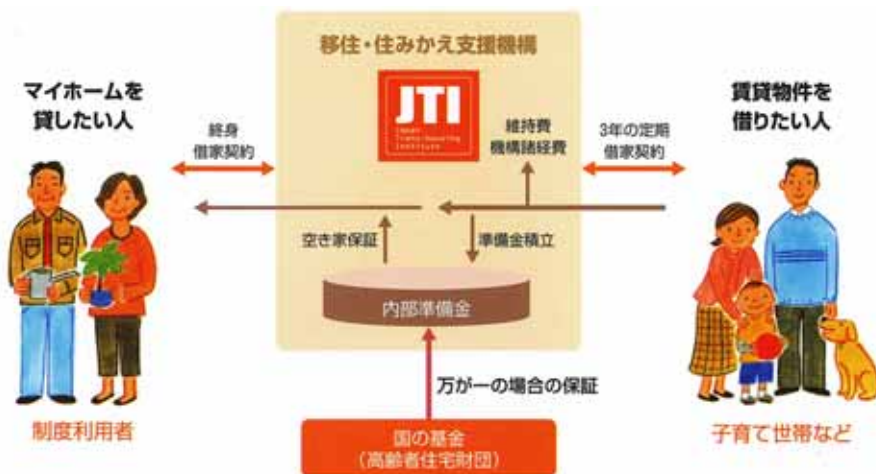 移住・住みかえ支援機構
JTI
マイホームを
貸したい人
終身
借家契約
維持費
機構諸経費
3年の定期
借家契約
賃貸物件を
借りたい人
空き家保証
準備金積立
内部準備金
万が一の場合の保証
制度利用者
国の基金
(高齢者住宅財団)
子育て世帯など